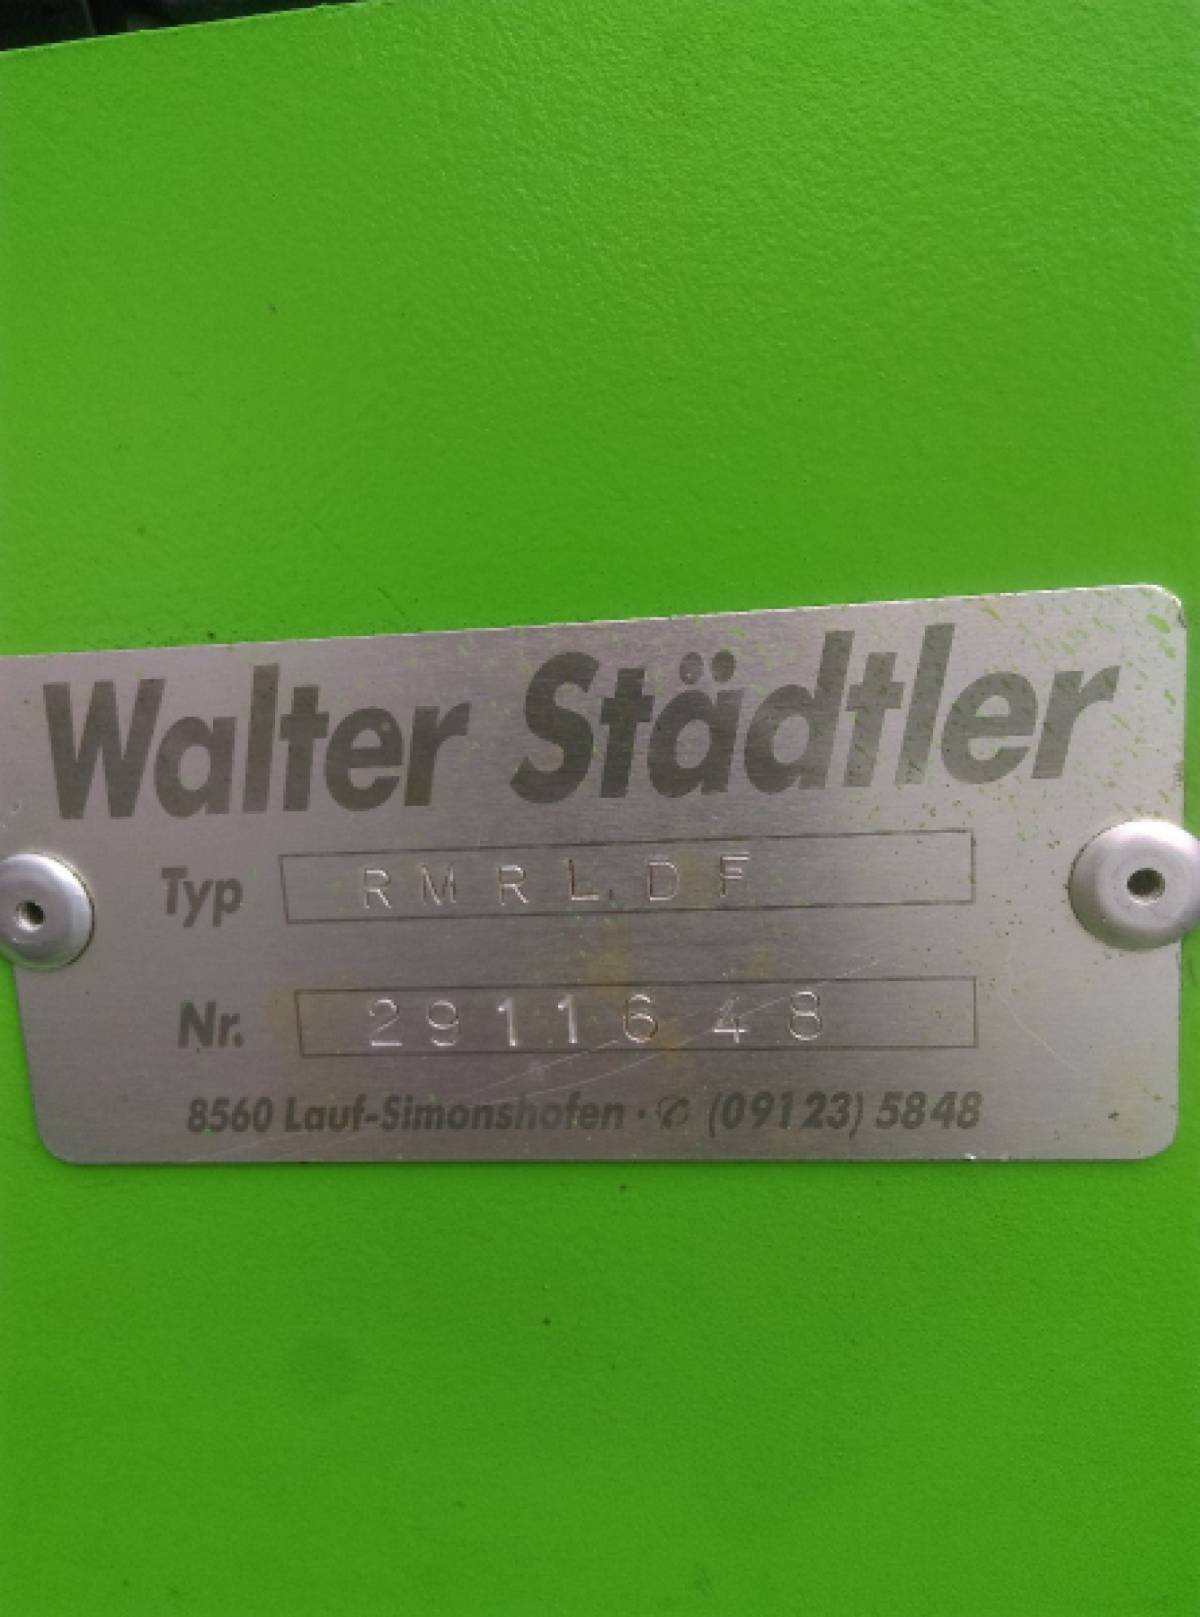 Walter Städtler
Typ RMRLDF
Nr. 2911648
8560 Lauf-Simonshofen · ✆ (09123) 5848